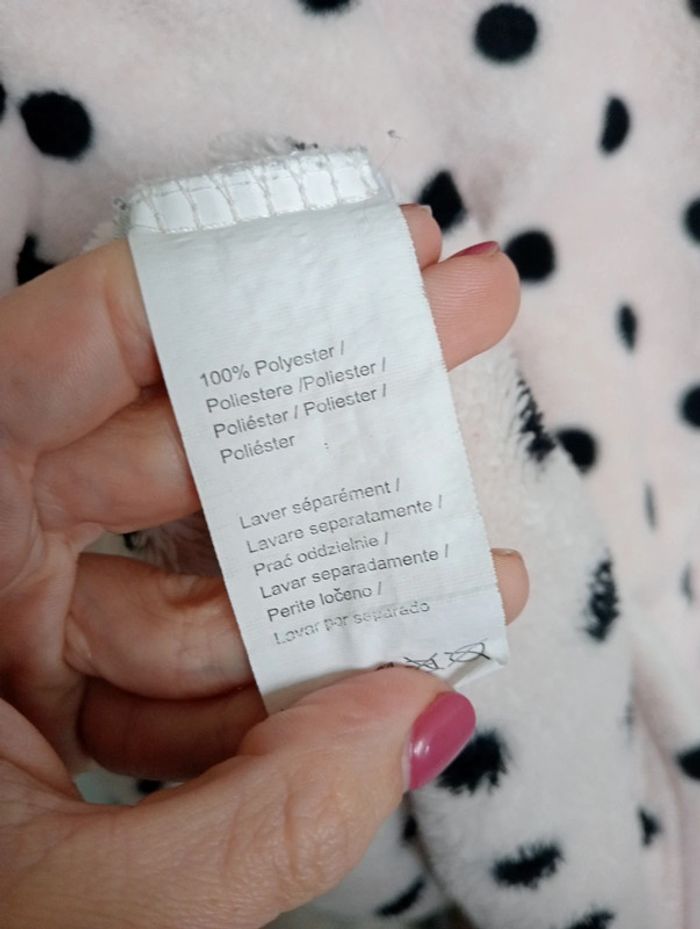 100% Polyester /
Poliestere /Poliester /
Poliéster / Poliester /
Poliéster :
Laver séparément /
Lavare separatamente /
Prać oddzielnie /
Lavar separadamente /
Perite ločeno /
Lavar por separado